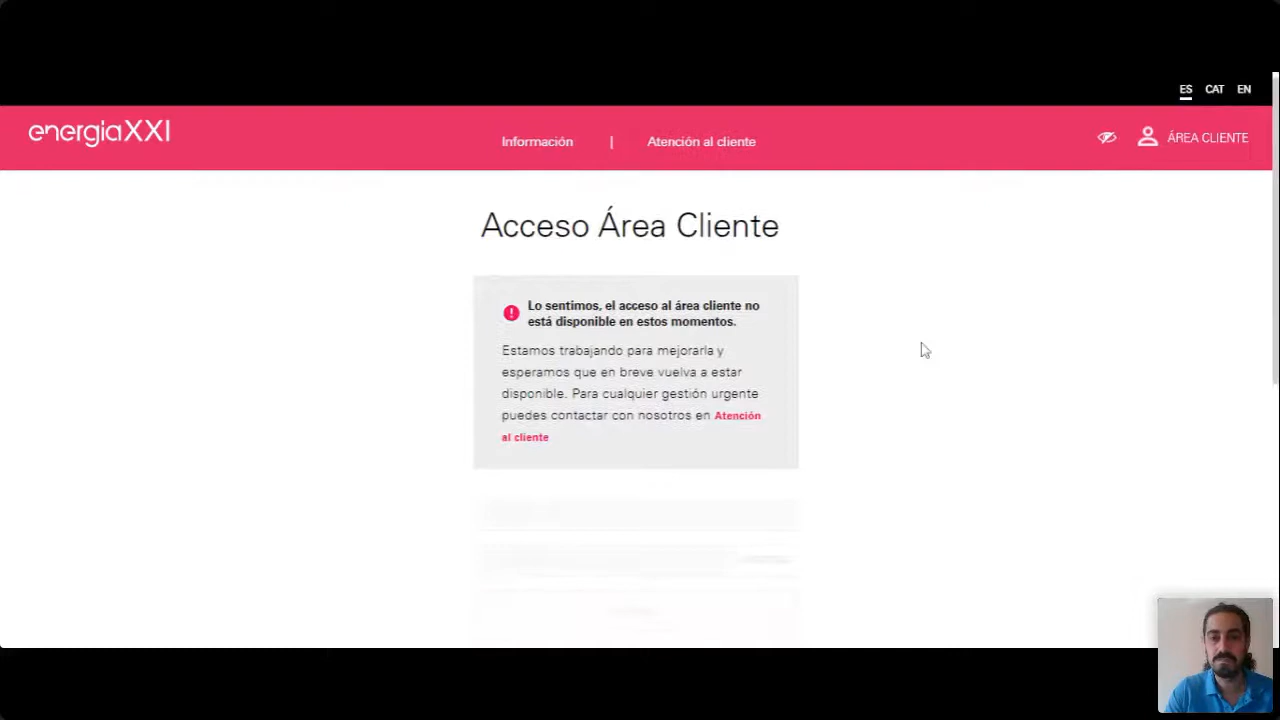 ES CAT EN
energíaXXI
Información | Atención al cliente
ÁREA CLIENTE
Acceso Área Cliente
Lo sentimos, el acceso al área cliente no
está disponible en estos momentos.
Estamos trabajando para mejorarla y
esperamos que en breve vuelva a estar
disponible. Para cualquier gestión urgente
puedes contactar con nosotros en Atención
al cliente